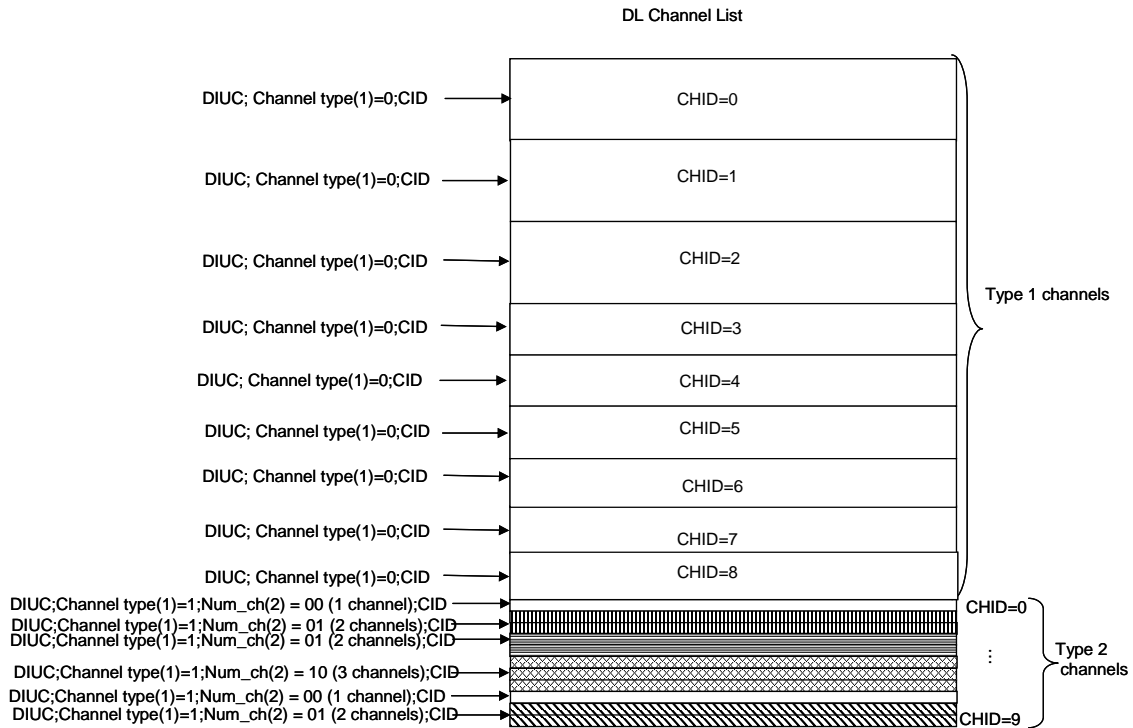 DL Channel List
DIUC; Channel type(1)=0;CID
CHID=0
DIUC; Channel type(1)=0;CID
CHID=1
DIUC; Channel type(1)=0;CID
CHID=2
Type 1 channels
DIUC; Channel type(1)=0;CID
CHID=3
DIUC; Channel type(1)=0;CID
CHID=4
DIUC; Channel type(1)=0;CID
CHID=5
DIUC; Channel type(1)=0;CID
CHID=6
DIUC; Channel type(1)=0;CID
CHID=7
DIUC; Channel type(1)=0;CID
CHID=8
DIUC;Channel type(1)=1;Num_ch(2) = 00 (1 channel);CID
CHID=0
DIUC;Channel type(1)=1;Num_ch(2) = 01 (2 channels);CID
DIUC;Channel type(1)=1;Num_ch(2) = 01 (2 channels);CID
...
Type 2
channels
DIUC;Channel type(1)=1;Num_ch(2) = 10 (3 channels);CID
DIUC;Channel type(1)=1;Num_ch(2) = 00 (1 channel);CID
DIUC;Channel type(1)=1;Num_ch(2) = 01 (2 channels);CID
CHID=9